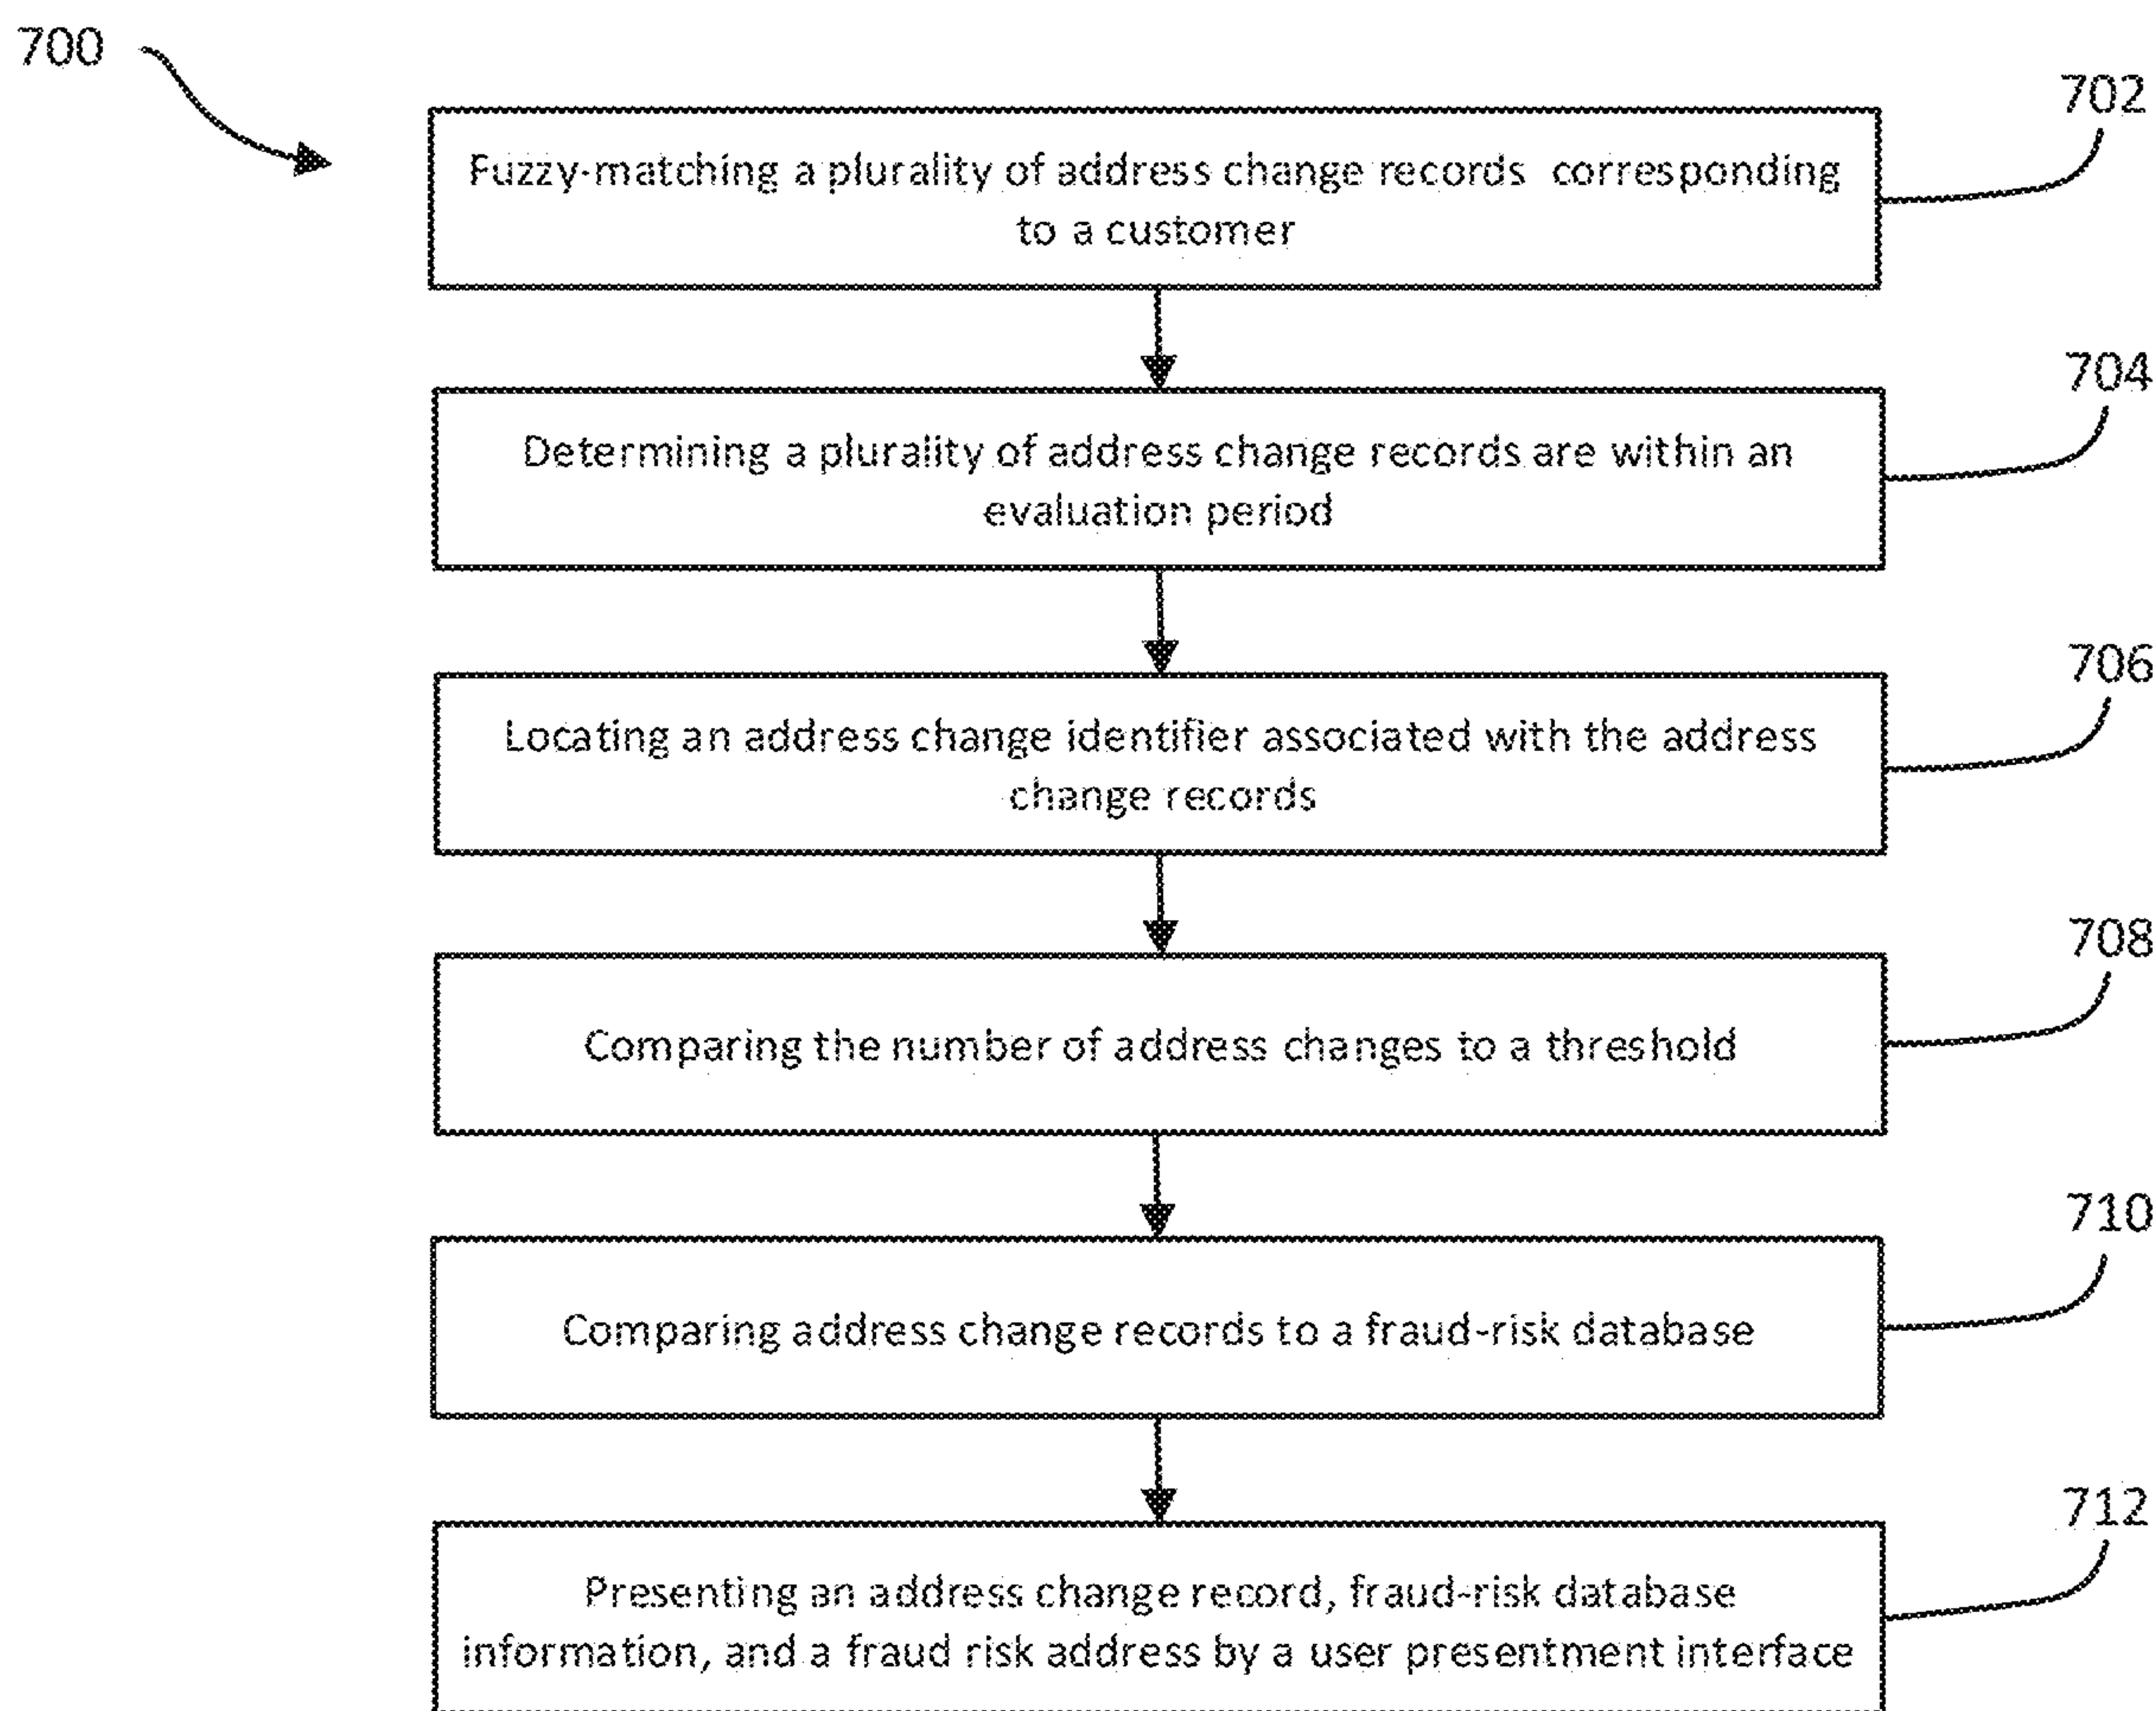 700
702
Fuzzy-matching a plurality of address change records corresponding
to a customer
704
Determining a plurality of address change records are within an
evaluation period
706
Locating an address change identifier associated with the address
change records
708
Comparing the number of address changes to a threshold
710
Comparing address change records to a fraud-risk database
712
Presenting an address change record, fraud-risk database
information, and a fraud risk address by a user presentment interface